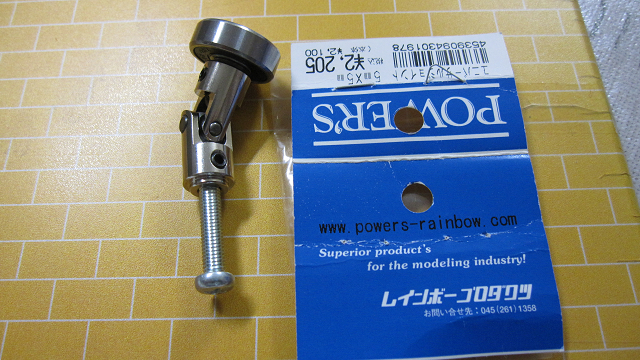 4539094301978
ユニバーサルジョイント
5㎜×5㎜
税込 ¥2,205
(本体 ¥2,100
POWER'S
www.powers-rainbow.com
Superior product's
for the modeling industry!
レインボープロダクツ
お問い合せ先：045(261)1358